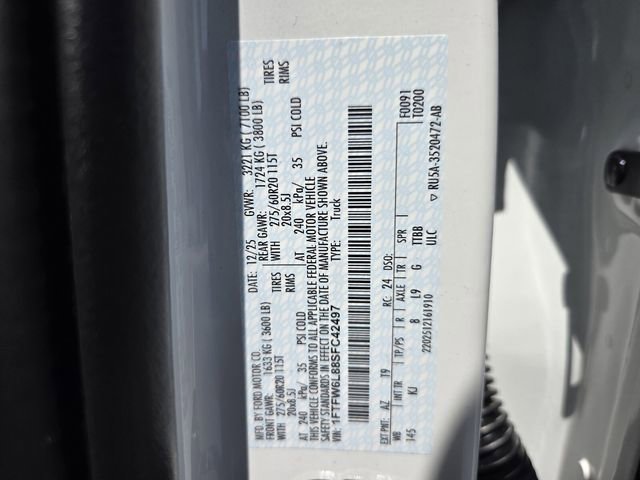 MFD. BY FORD MOTOR CO.
DATE: 12/25 GVWR: 3221 KG ( 7100 LB)
FRONT GAWR: 1633 KG ( 3600 LB) REAR GAWR: 1724 KG ( 3800 LB)
WITH 275/60R20 115T TIRES WITH 275/60R20 115T TIRES
20x8.5J RIMS 20x8.5J RIMS
AT 240 kPa/ 35 PSI COLD AT 240 kPa/ 35 PSI COLD
THIS VEHICLE CONFORMS TO ALL APPLICABLE FEDERAL MOTOR VEHICLE
SAFETY STANDARDS IN EFFECT ON THE DATE OF MANUFACTURE SHOWN ABOVE.
VIN: 1FTFW6L88SFC42497 TYPE: Truck
F0091
T0200
EXT PNT: AZ T9 RC: 24 DSO:
WB INT TR TP/PS R AXLE TR SPR
145 KJ 8 L9 G TTBB
ULC
2202512161910 RU5A-3520472-AB